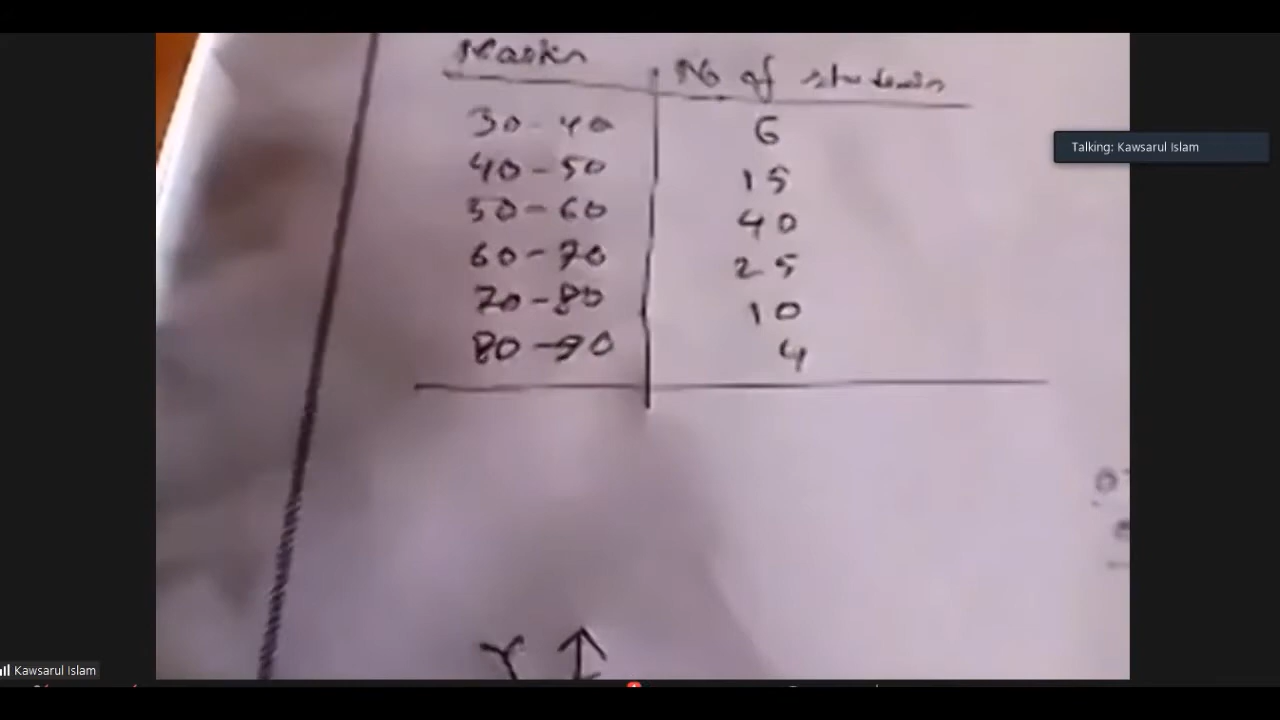 Marks No of students
30-40 6
40-50 15
50-60 40
60-70 25
70-80 10
80-90 4
Y
Talking: Kawsarul Islam
Kawsarul Islam